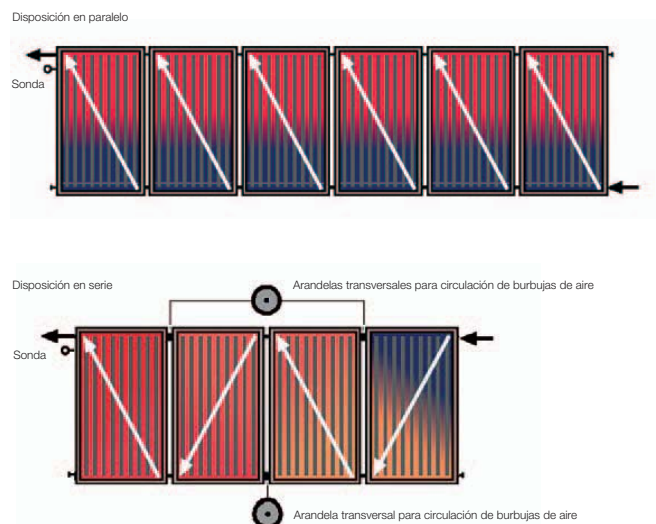 Disposición en paralelo
Sonda
Disposición en serie
Arandelas transversales para circulación de burbujas de aire
Sonda
Arandela transversal para circulación de burbujas de aire